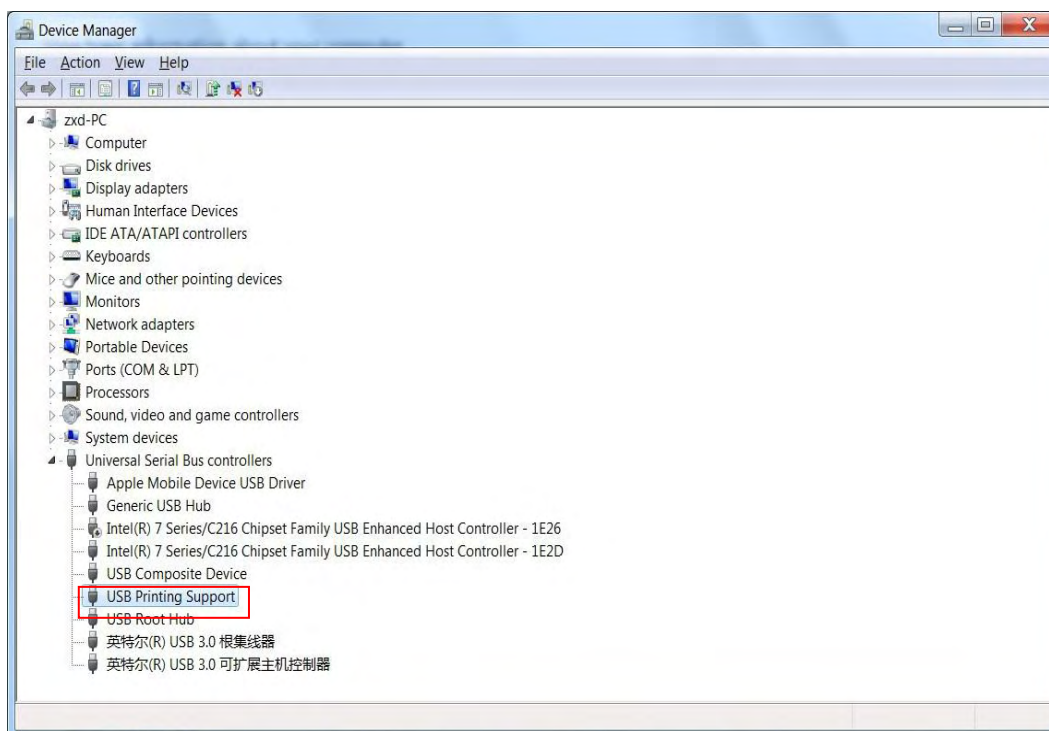 Device Manager
File Action View Help
zxd-PC
Computer
Disk drives
Display adapters
Human Interface Devices
IDE ATA/ATAPI controllers
Keyboards
Mice and other pointing devices
Monitors
Network adapters
Portable Devices
Ports (COM & LPT)
Processors
Sound, video and game controllers
System devices
Universal Serial Bus controllers
Apple Mobile Device USB Driver
Generic USB Hub
Intel(R) 7 Series/C216 Chipset Family USB Enhanced Host Controller - 1E26
Intel(R) 7 Series/C216 Chipset Family USB Enhanced Host Controller - 1E2D
USB Composite Device
USB Printing Support
USB Root Hub
英特尔(R) USB 3.0 根集线器
英特尔(R) USB 3.0 可扩展主机控制器